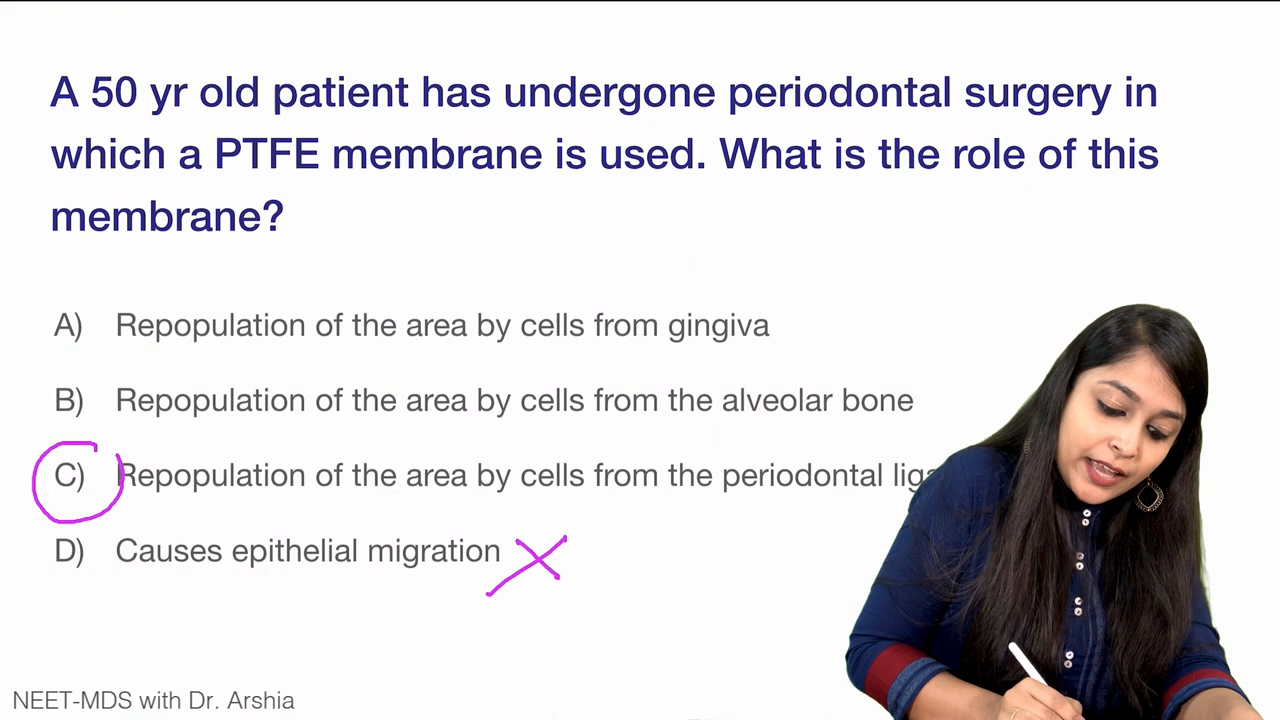 A 50 yr old patient has undergone periodontal surgery in
which a PTFE membrane is used. What is the role of this
membrane?
A) Repopulation of the area by cells from gingiva
B) Repopulation of the area by cells from the alveolar bone
C) Repopulation of the area by cells from the periodontal
D) Causes epithelial migration
NEET-MDS with Dr. Arshia